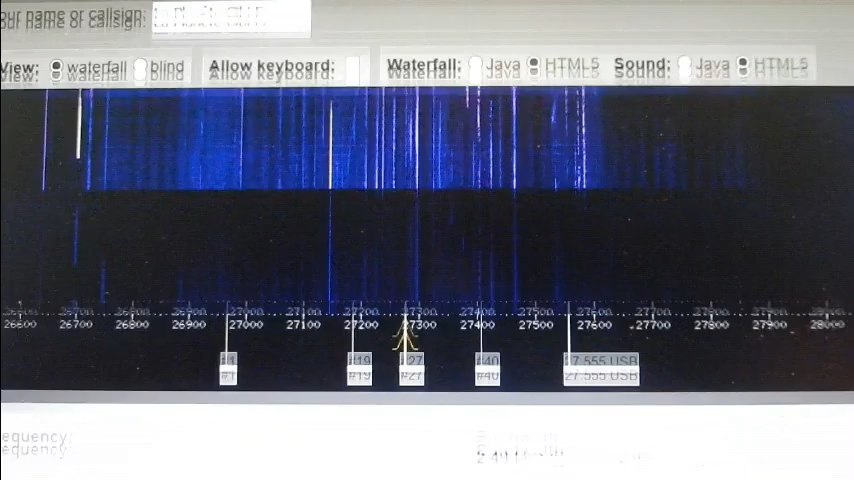 our name or callsign:
View: waterfall blind Allow keyboard: Waterfall: Java HTML5 Sound: Java HTML5
26600 26700 26800 26900 27000 27100 27200 27300 27400 27500 27600 27700 27800 27900 28000
#1 #19 #27 #40 27.555 USB
equency: